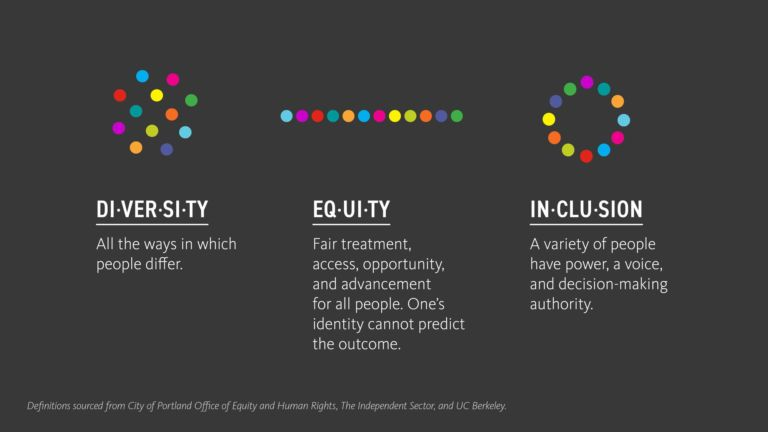 DI·VER·SI·TY
All the ways in which
people differ.
EQ·UI·TY
Fair treatment,
access, opportunity,
and advancement
for all people. One’s
identity cannot predict
the outcome.
IN·CLU·SION
A variety of people
have power, a voice,
and decision-making
authority.
Definitions sourced from City of Portland Office of Equity and Human Rights, The Independent Sector, and UC Berkeley.